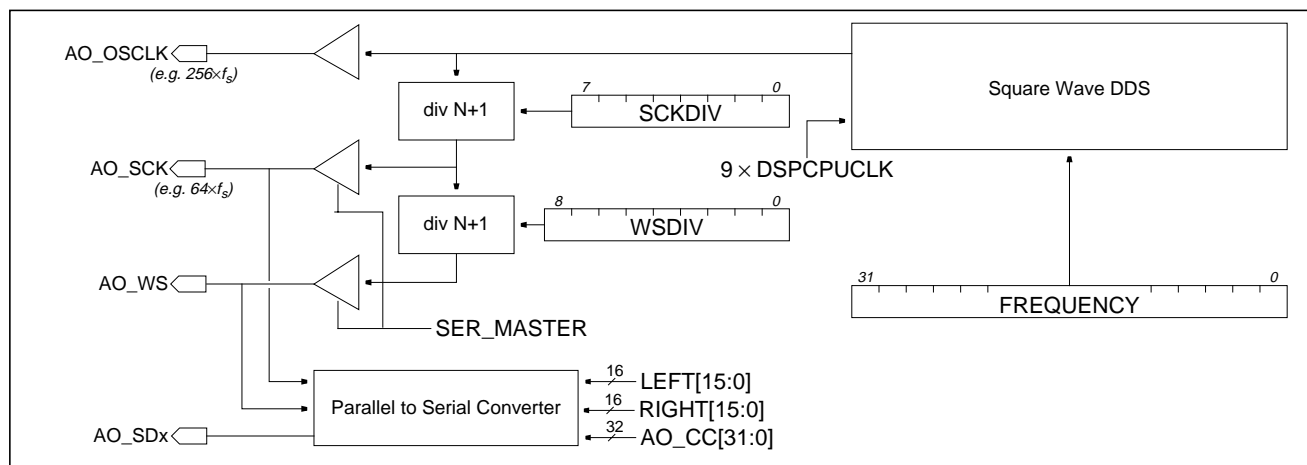 AO_OSCLK
(e.g. 256×fs)
7 0
div N+1
SCKDIV
Square Wave DDS
AO_SCK
(e.g. 64×fs)
9 × DSPCPUCLK
8 0
div N+1
WSDIV
AO_WS
31 0
FREQUENCY
SER_MASTER
16 LEFT[15:0]
Parallel to Serial Converter
16 RIGHT[15:0]
AO_SDx
32 AO_CC[31:0]